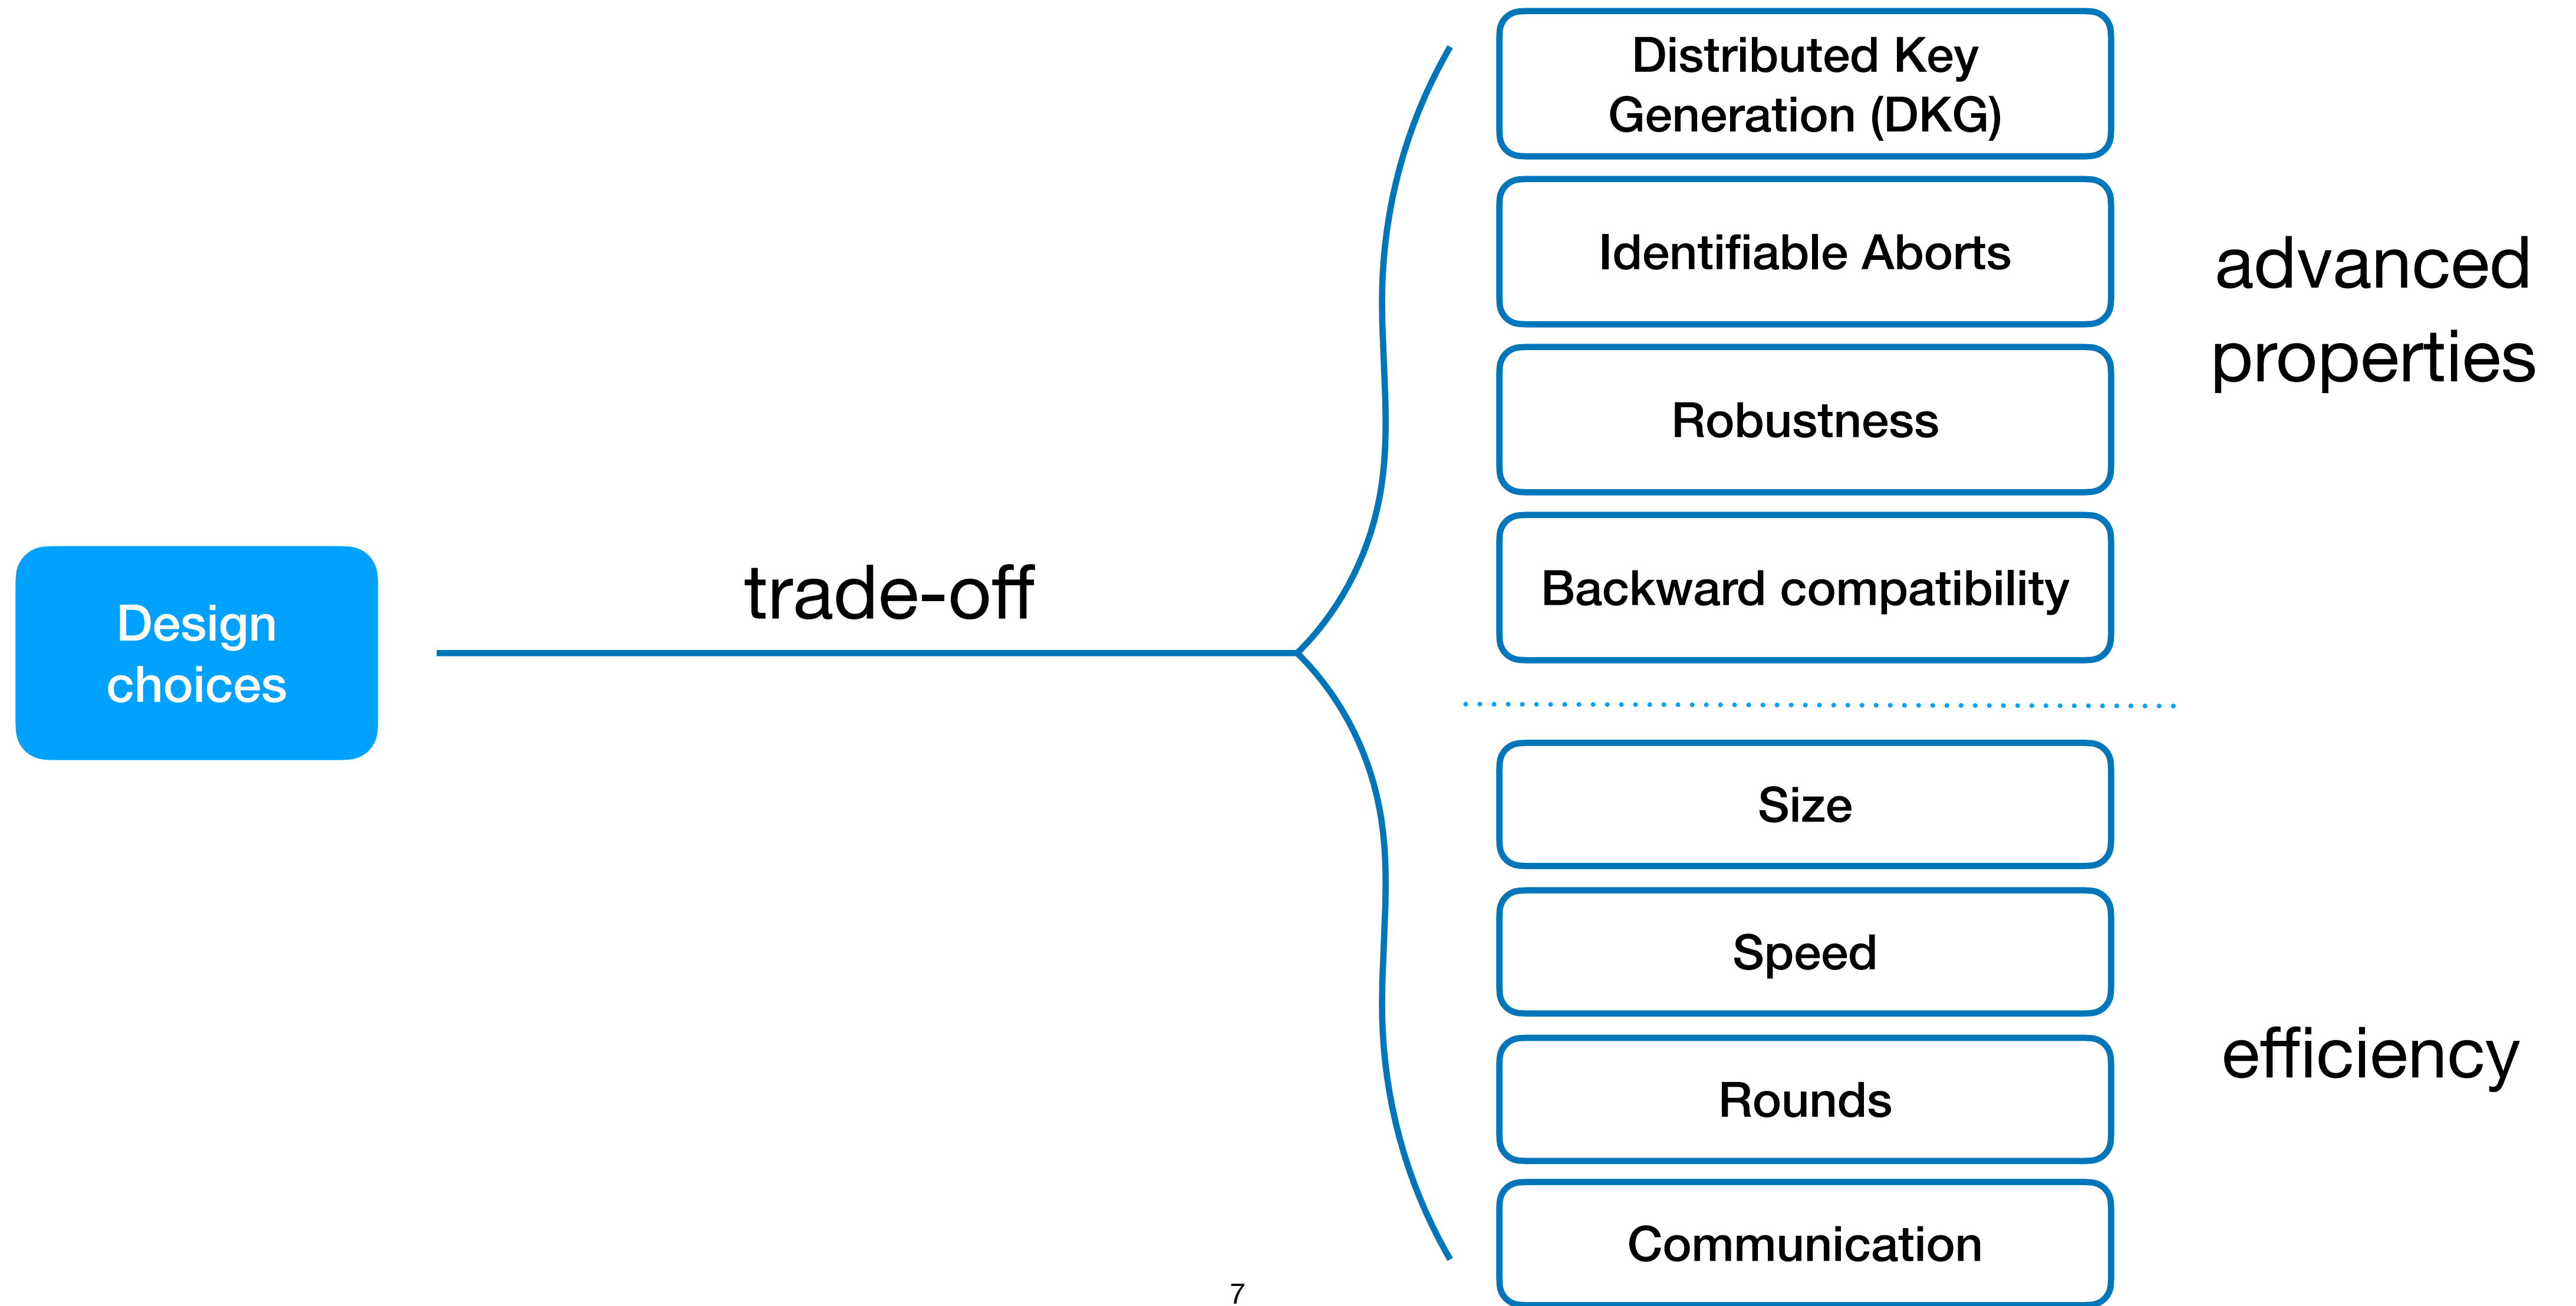 Design
choices
trade-off
Distributed Key
Generation (DKG)
Identifiable Aborts
Robustness
Backward compatibility
advanced
properties
Size
Speed
Rounds
Communication
efficiency
7